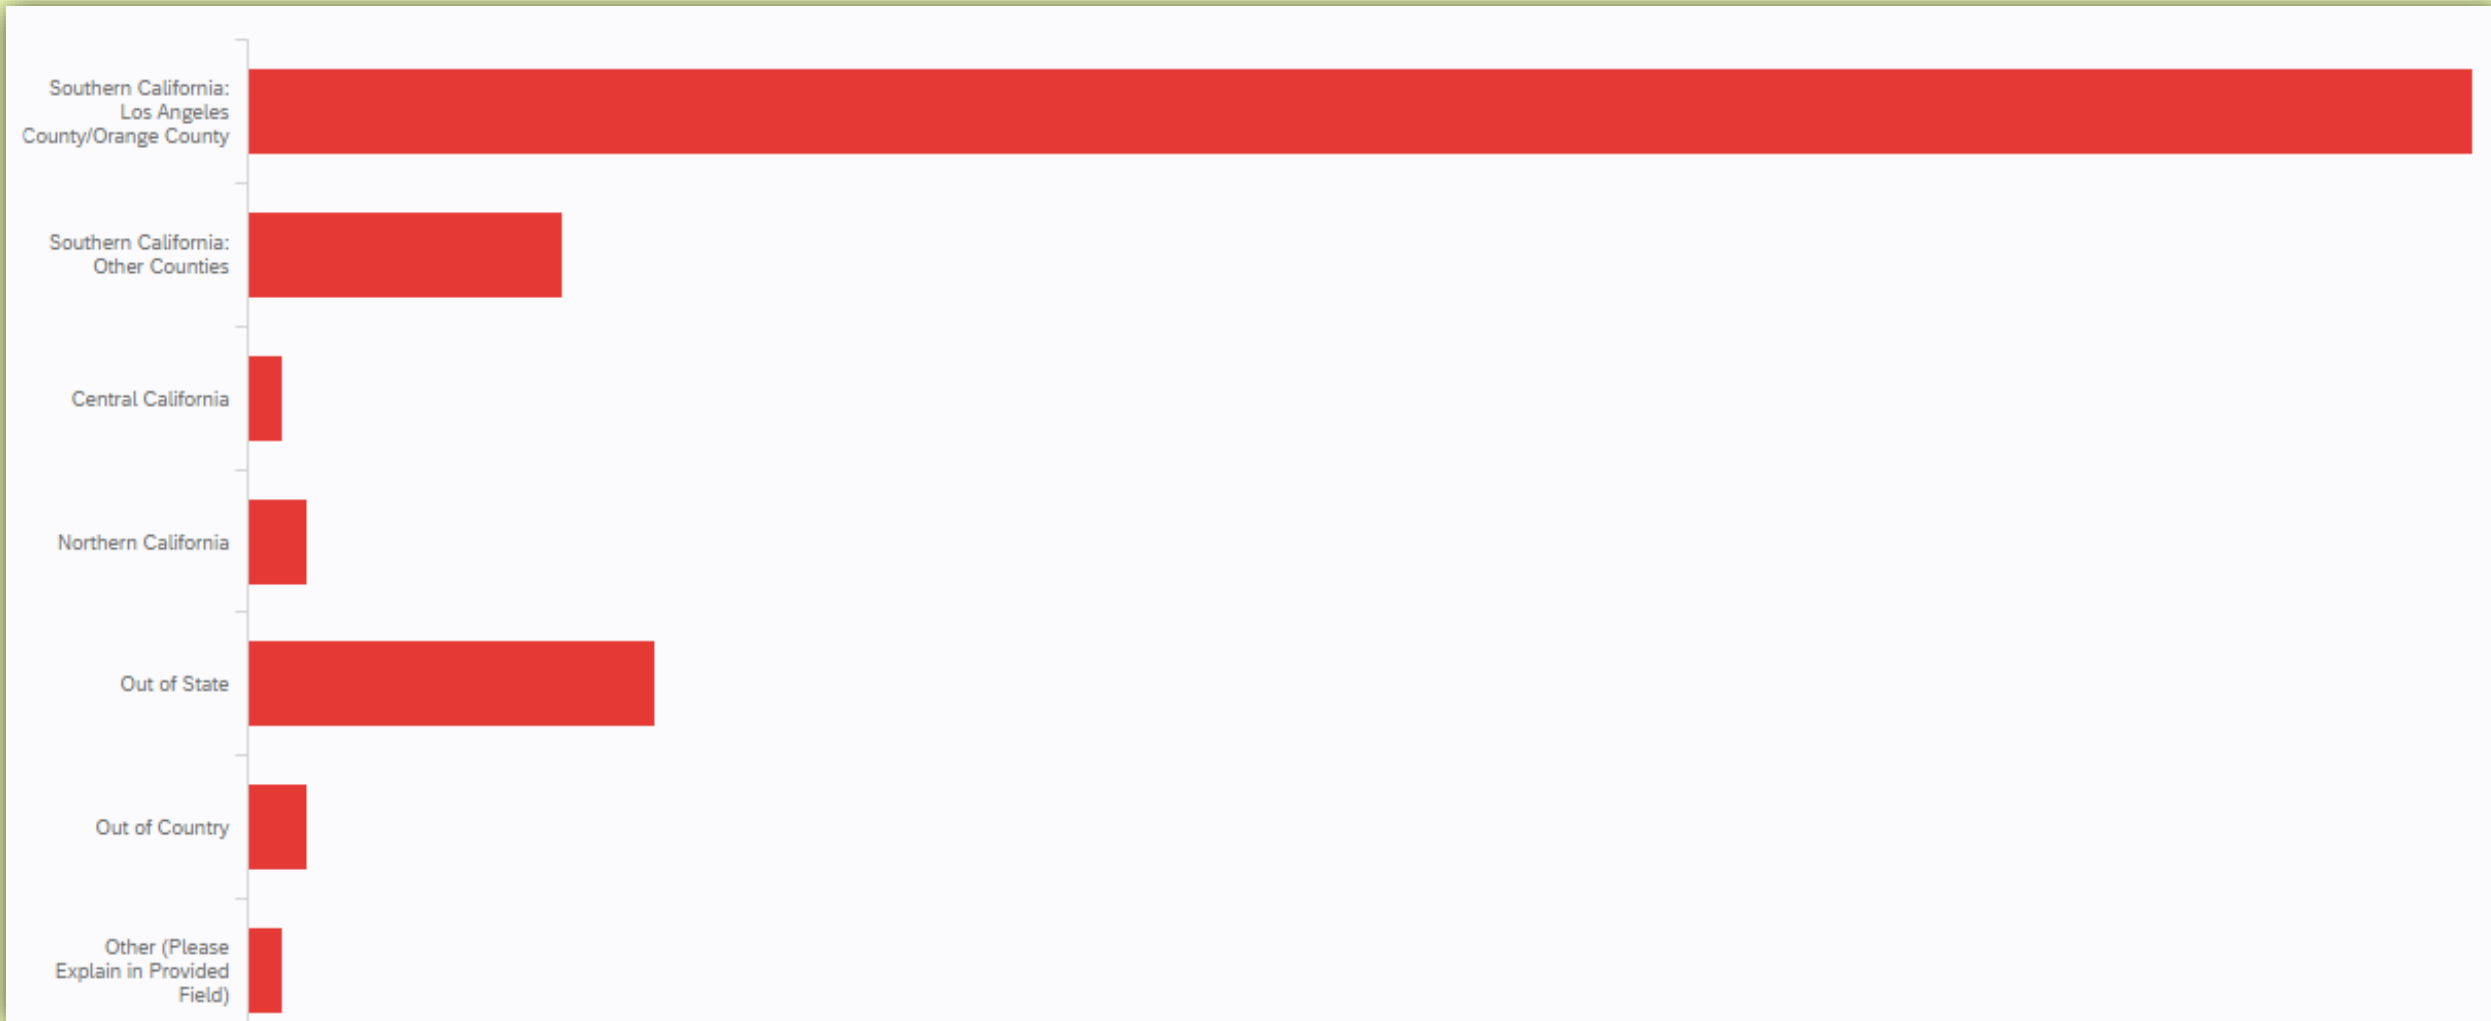 Southern California:
Los Angeles
County/Orange County
Southern California:
Other Counties
Central California
Northern California
Out of State
Out of Country
Other (Please
Explain in Provided
Field)